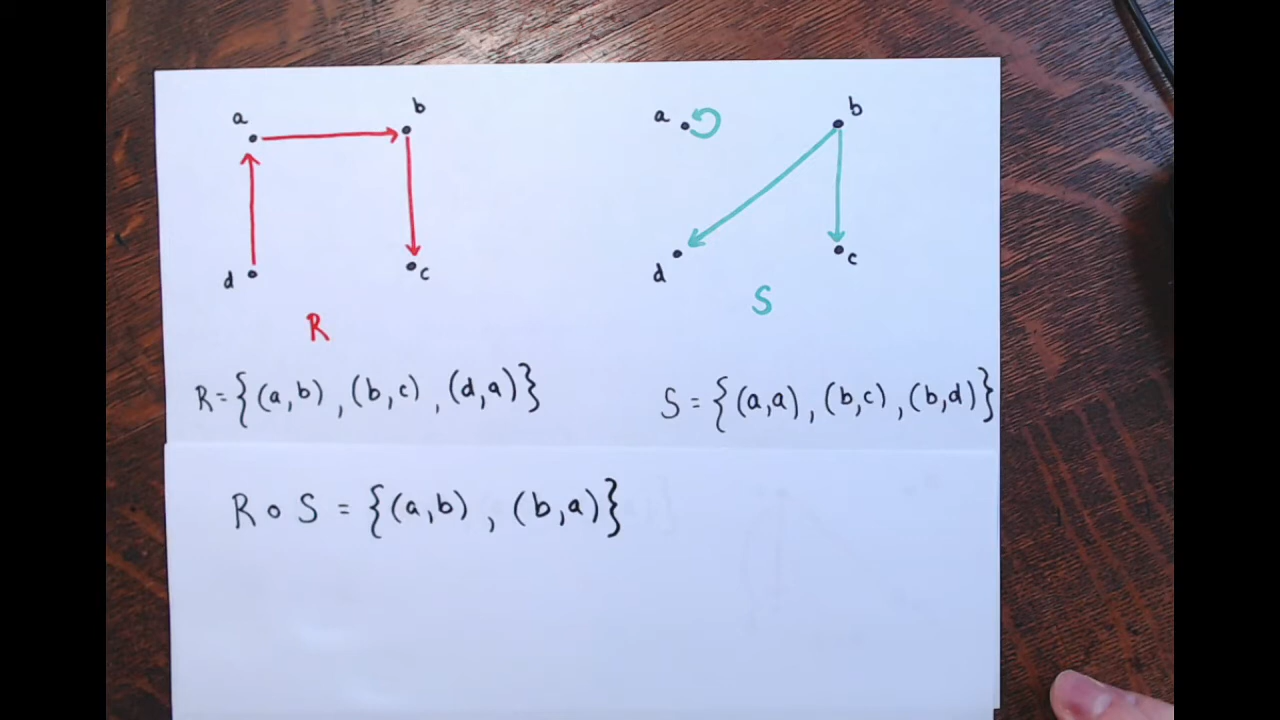 a b
d c
R
a b
d c
S
R = {(a,b), (b,c), (d,a)}
S = {(a,a), (b,c), (b,d)}
R ∘ S = {(a,b), (b,a)}